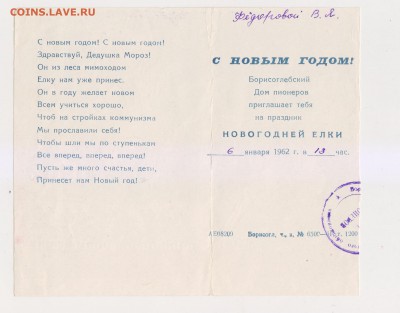 COINS.LAVE.RU
Фёдоровой В. А.
С новым годом! С новым годом!
Здравствуй, Дедушка Мороз!
Он из леса мимоходом
Елку нам уже принес.
Он в году желает новом
Всем учиться хорошо,
Чтоб на стройках коммунизма
Мы прославили себя!
Чтобы шли мы по ступенькам
Все вперед, вперед, вперед!
Пусть же много счастья, дети,
Принесет нам Новый год!
С НОВЫМ ГОДОМ!
Борисоглебский
Дом пионеров
приглашает тебя
на праздник
НОВОГОДНЕЙ ЕЛКИ
6 января 1962 г. в 13 час.
Борисогл. т. з. №